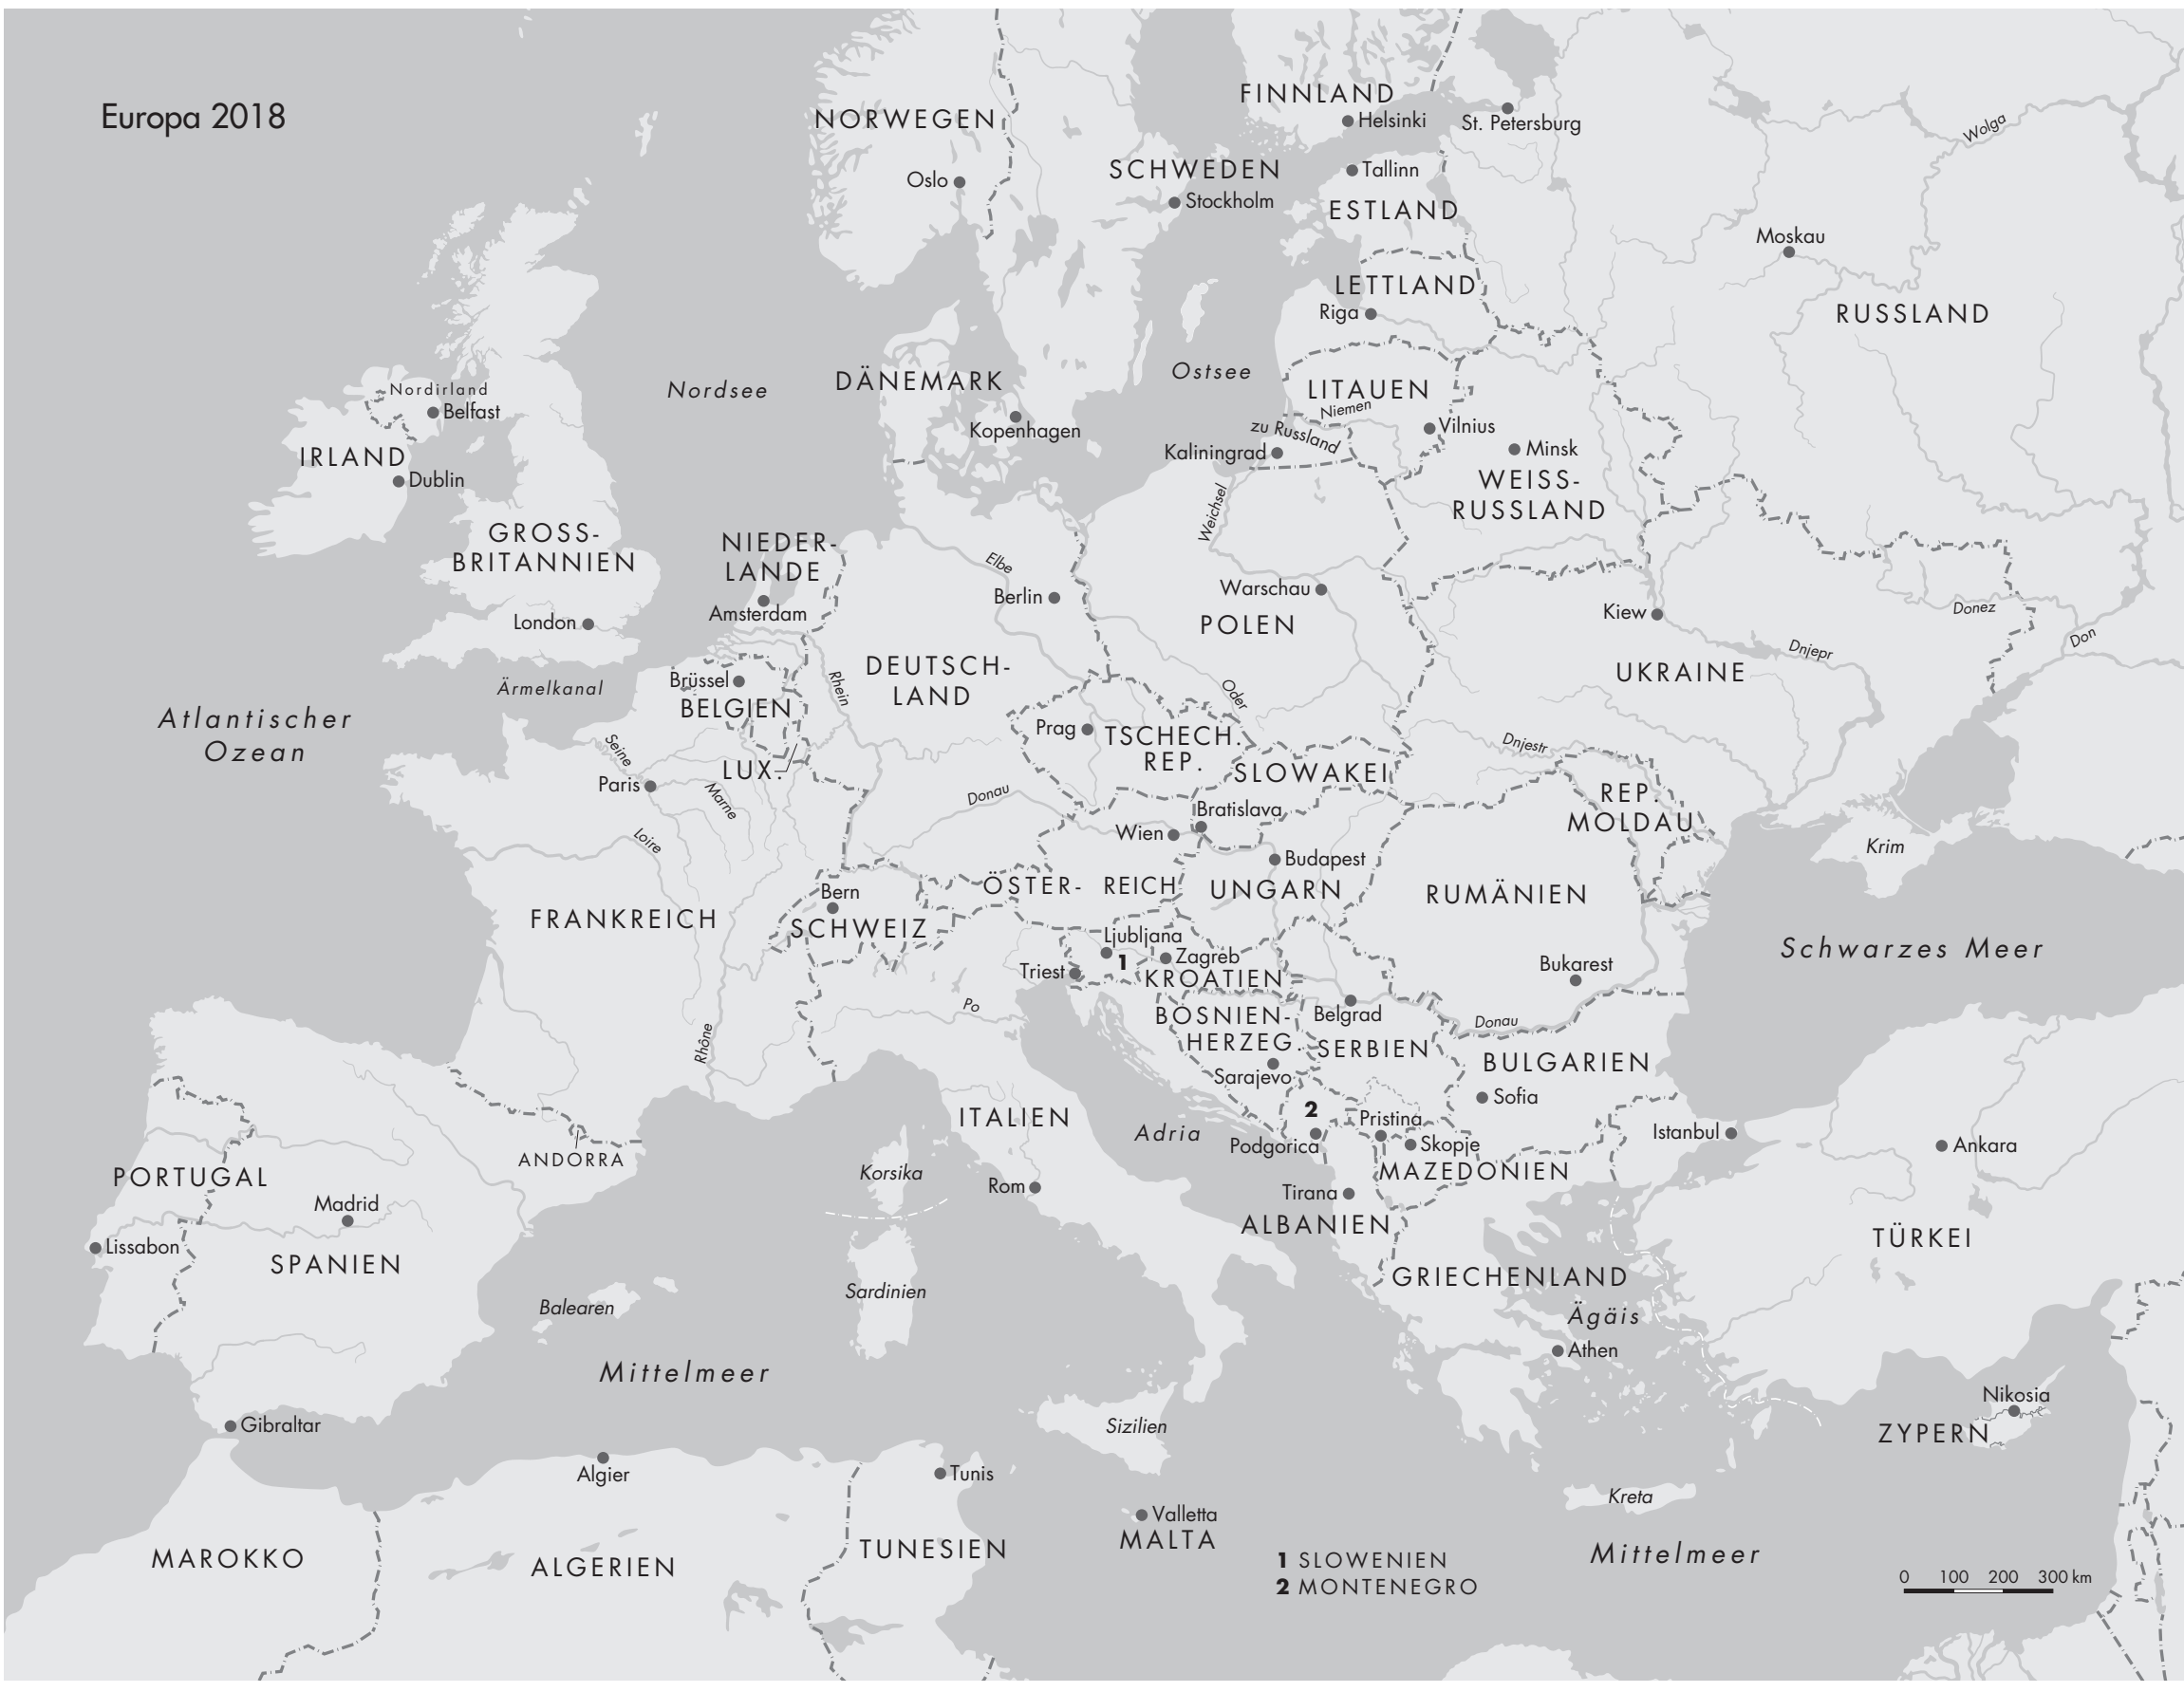 Europa 2018
NORWEGEN
Oslo
FINNLAND
Helsinki
St. Petersburg
Wolga
SCHWEDEN
Stockholm
Tallinn
ESTLAND
Moskau
RUSSLAND
LETTLAND
Riga
Nordsee
DÄNEMARK
Kopenhagen
Ostsee
LITAUEN
Niemen
zu Russland
Kaliningrad
Vilnius
Minsk
WEISS-
RUSSLAND
Nordirland
Belfast
IRLAND
Dublin
GROSS-
BRITANNIEN
London
NIEDER-
LANDE
Amsterdam
Elbe
Berlin
Weichsel
Warschau
POLEN
Kiew
UKRAINE
Dnjepr
Donez
Don
Ärmelkanal
Brüssel
BELGIEN
Rhein
DEUTSCH-
LAND
Oder
Atlantischer
Ozean
Seine
Paris
Marne
LUX.
Loire
Prag
TSCHECH.
REP.
SLOWAKEI
Dnjestr
REP.
MOLDAU
Donau
Wien
Bratislava
Budapest
Krim
Bern
SCHWEIZ
ÖSTER- REICH
UNGARN
RUMÄNIEN
FRANKREICH
Ljubljana
1
Zagreb
Triest
KROATIEN
Bukarest
Schwarzes Meer
Po
Rhône
BOSNIEN-
HERZEG.
Sarajevo
Belgrad
SERBIEN
Donau
BULGARIEN
Sofia
ITALIEN
Adria
2
Podgorica
Pristina
Skopje
MAZEDONIEN
Istanbul
Ankara
ANDORRA
PORTUGAL
Madrid
Lissabon
SPANIEN
Korsika
Rom
Tirana
ALBANIEN
TÜRKEI
Balearen
Sardinien
GRIECHENLAND
Ägäis
Athen
Mittelmeer
Gibraltar
Sizilien
Nikosia
ZYPERN
Algier
Tunis
Kreta
Valletta
MALTA
MAROKKO
ALGERIEN
TUNESIEN
Mittelmeer
1 SLOWENIEN
2 MONTENEGRO
0 100 200 300 km